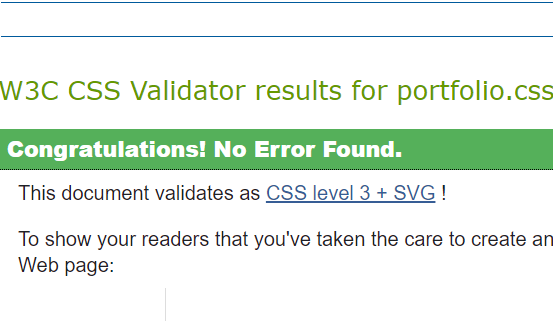 W3C CSS Validator results for portfolio.css
Congratulations! No Error Found.
This document validates as CSS level 3 + SVG !
To show your readers that you've taken the care to create an
Web page: